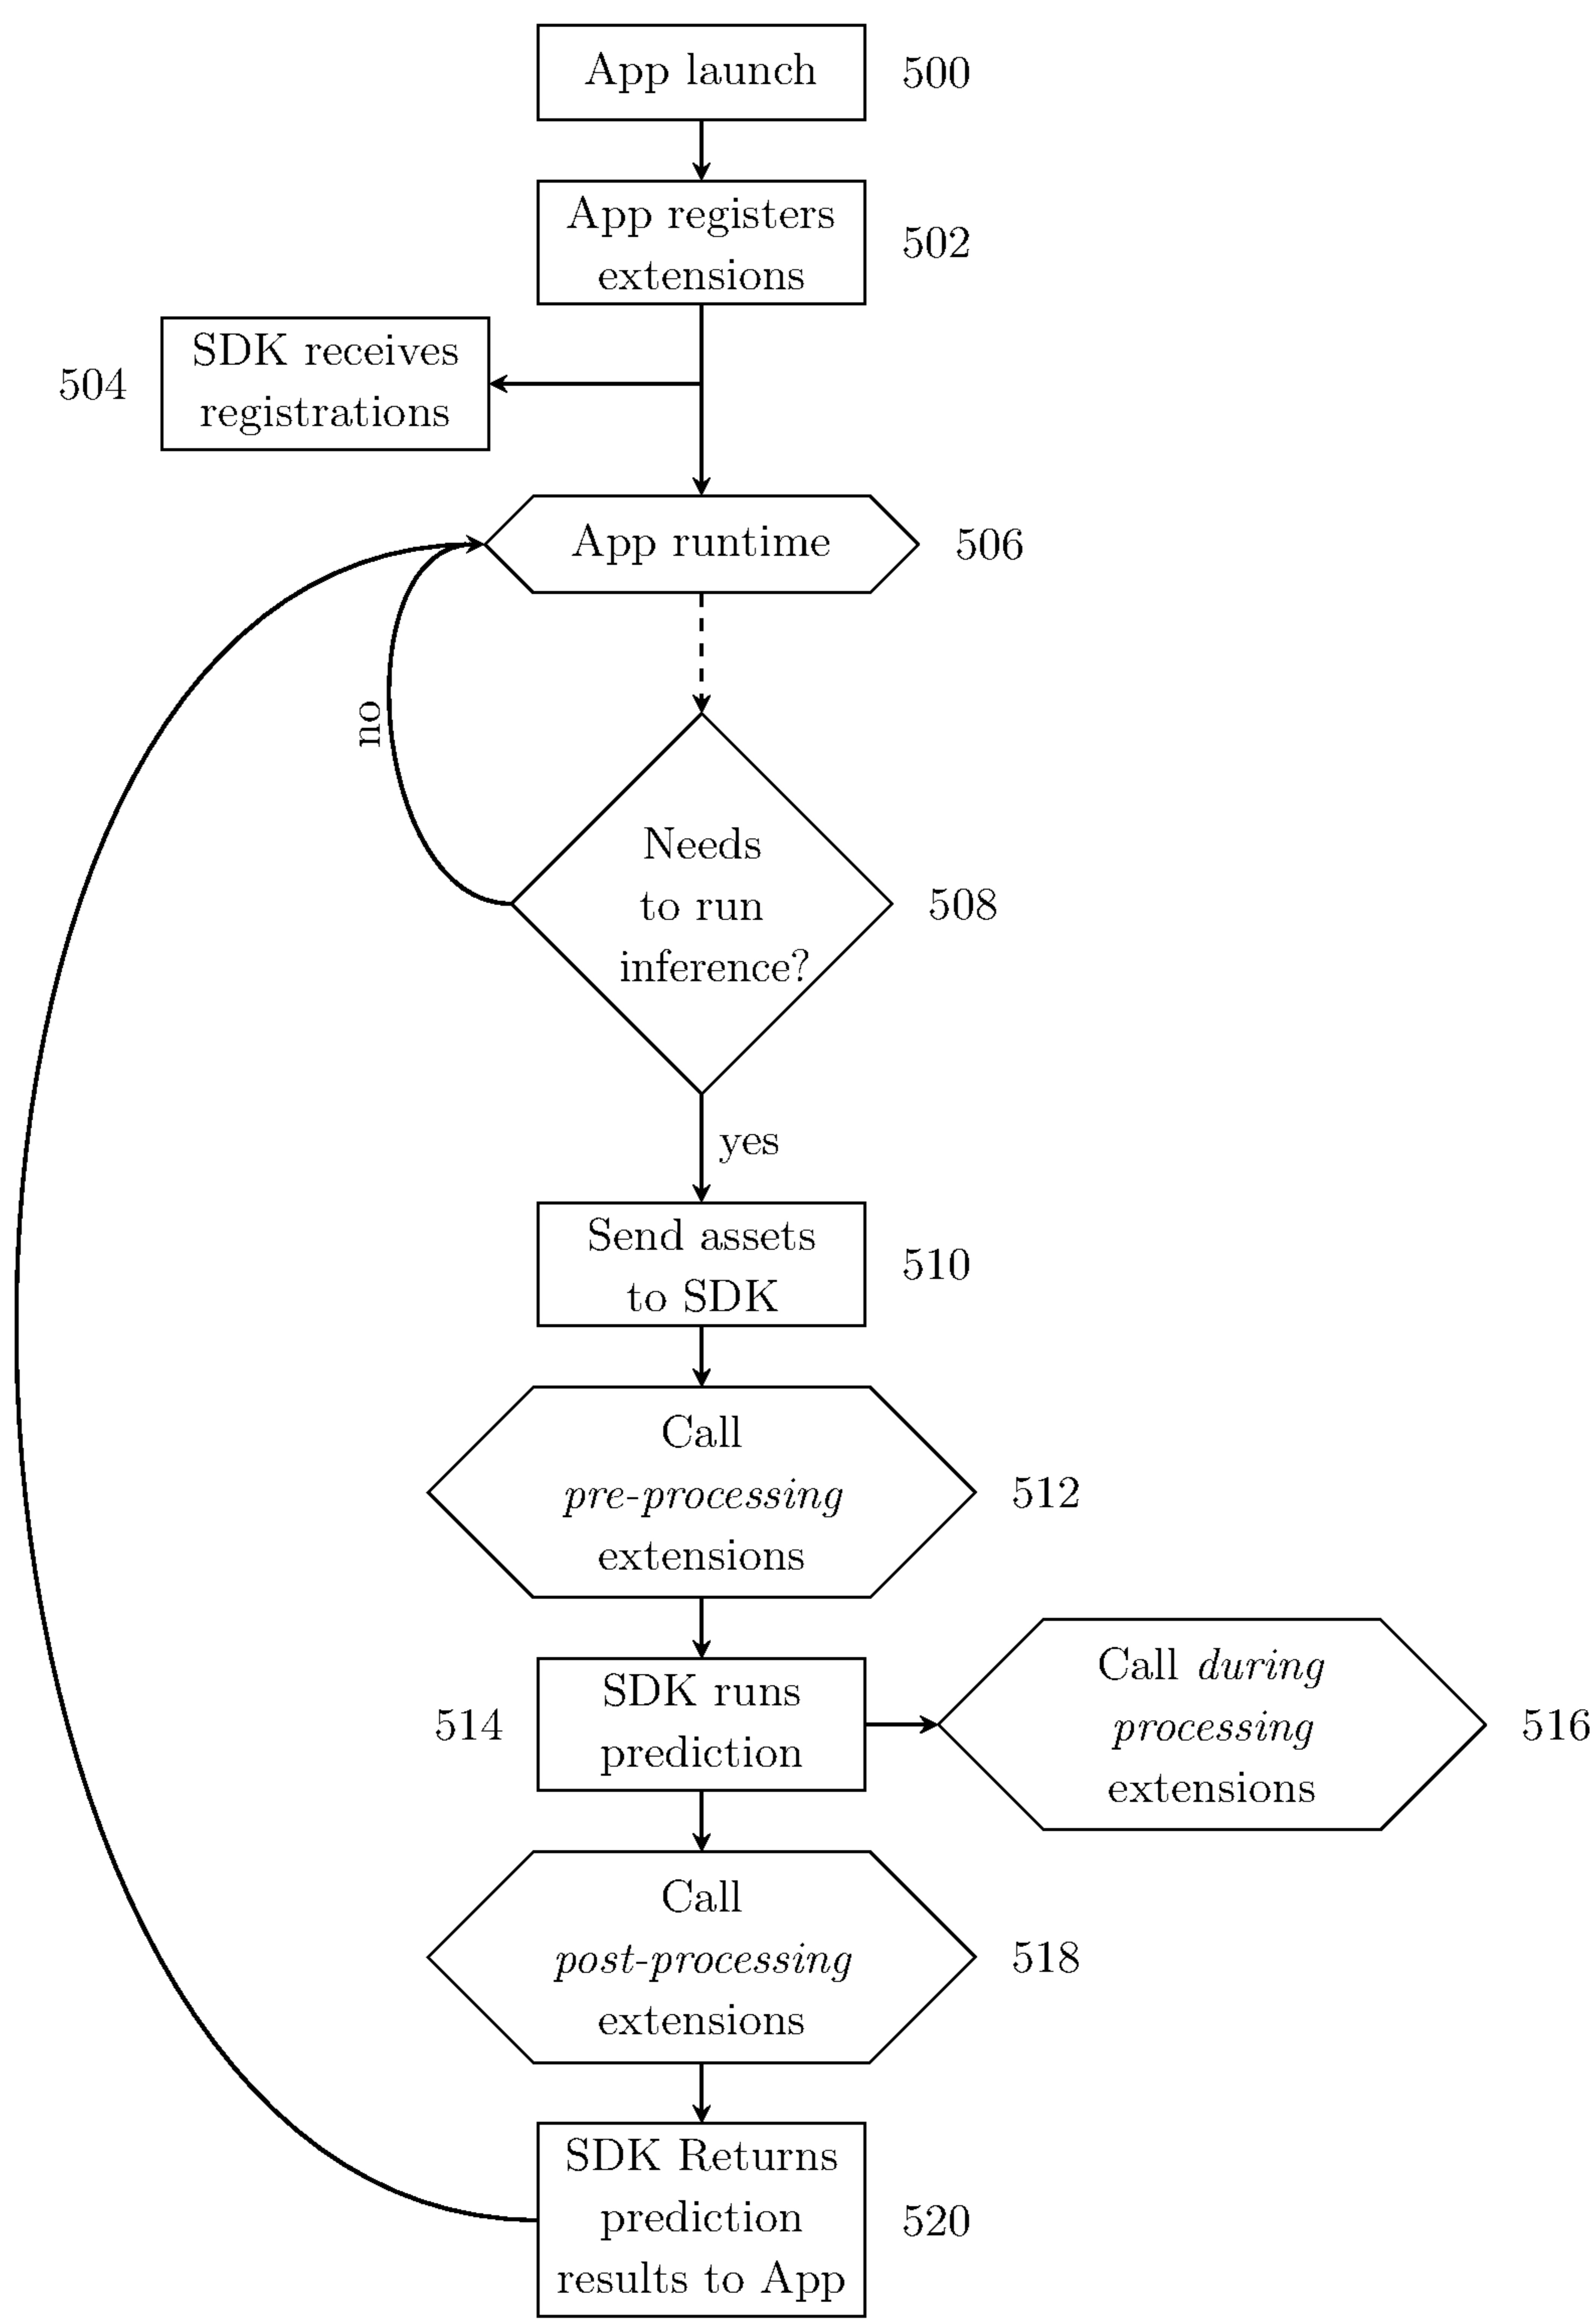 App launch
500
App registers
extensions
502
SDK receives
registrations
504
App runtime
506
no
Needs
to run
inference?
508
yes
Send assets
to SDK
510
Call
pre-processing
extensions
512
SDK runs
prediction
514
Call during
processing
extensions
516
Call
post-processing
extensions
518
SDK Returns
prediction
results to App
520